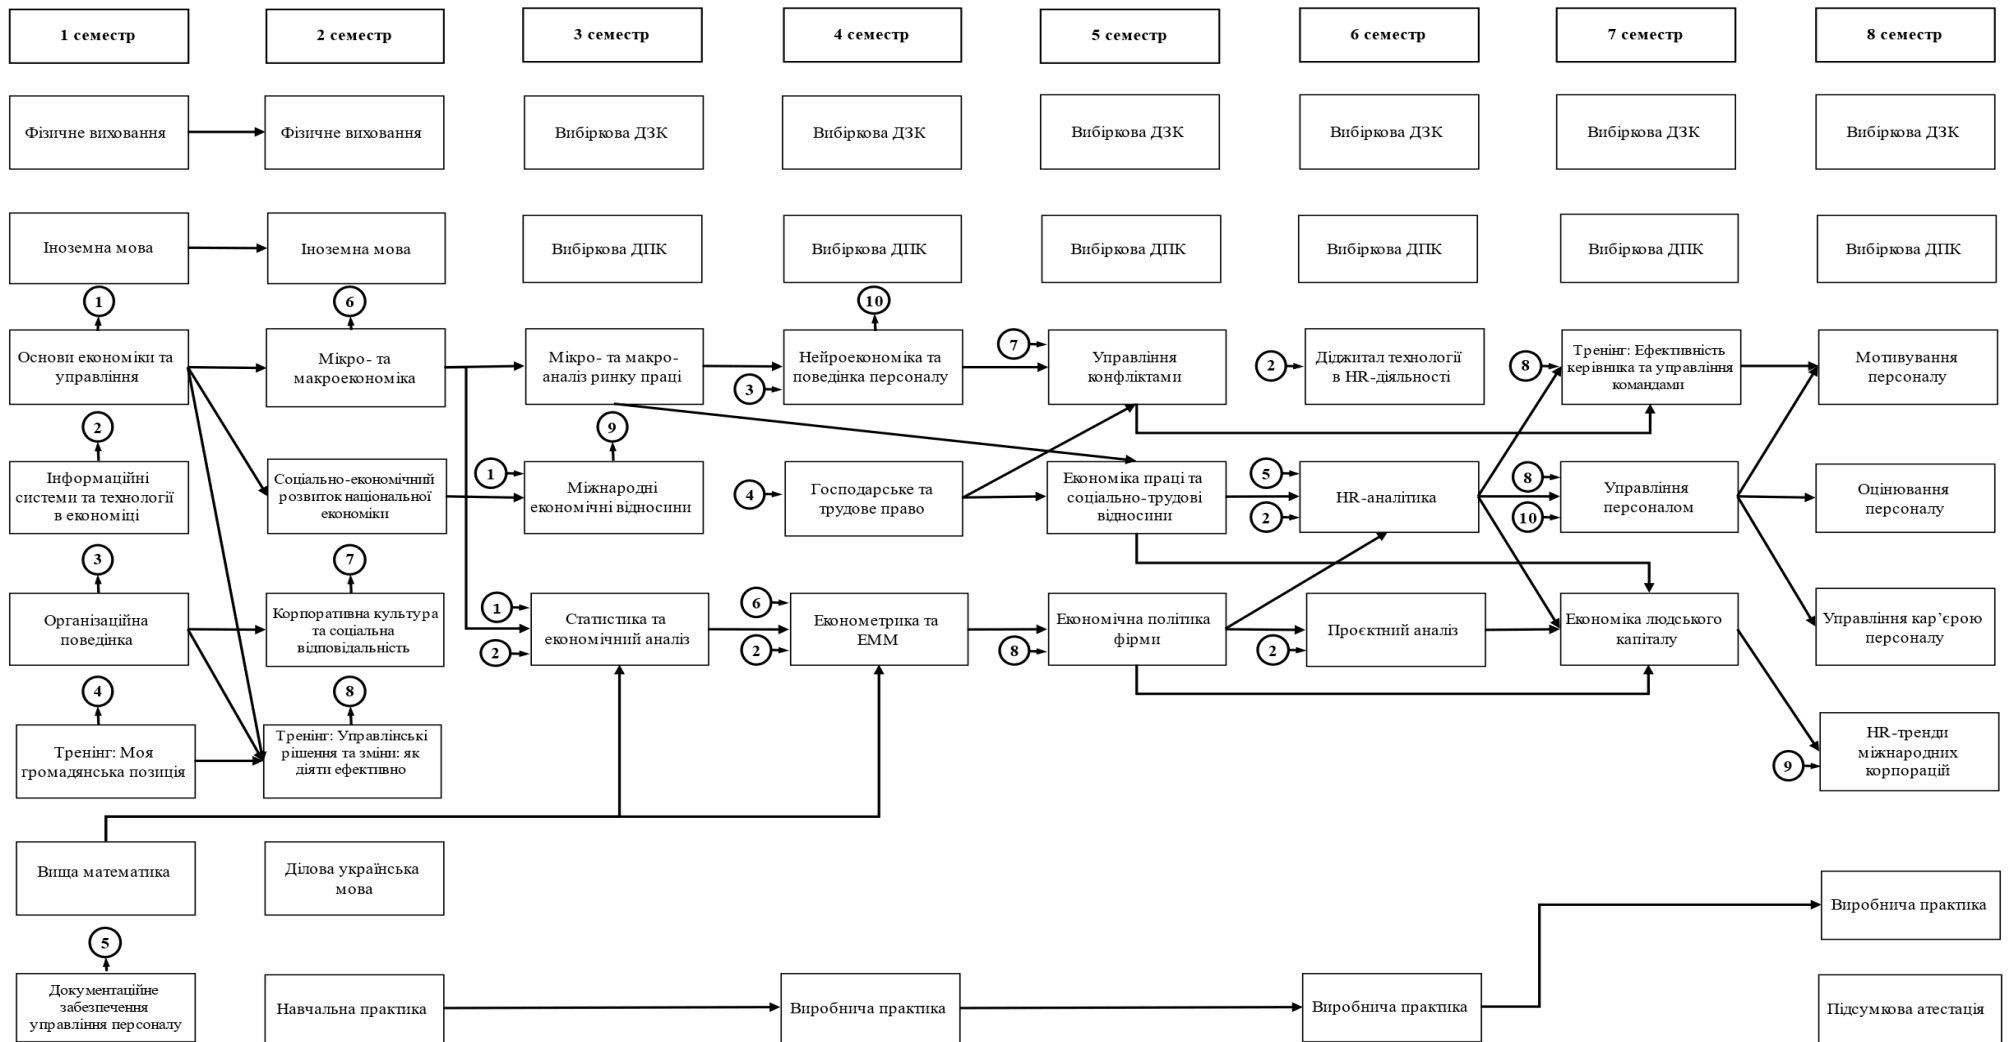 1 семестр
2 семестр
3 семестр
4 семестр
5 семестр
6 семестр
7 семестр
8 семестр
Фізичне виховання
Фізичне виховання
Вибіркова ДЗК
Вибіркова ДЗК
Вибіркова ДЗК
Вибіркова ДЗК
Вибіркова ДЗК
Вибіркова ДЗК
Іноземна мова
Іноземна мова
Вибіркова ДПК
Вибіркова ДПК
Вибіркова ДПК
Вибіркова ДПК
Вибіркова ДПК
Вибіркова ДПК
1
6
10
Основи економіки та
управління
Мікро- та
макроекономіка
Мікро- та макро-
аналіз ринку праці
3
Нейроекономіка та
поведінка персоналу
7
Управління
конфліктами
2
Діджитал технології
в HR-діяльності
8
Тренінг: Ефективність
керівника та управління
командами
Мотивування
персоналу
2
9
Інформаційні
системи та технології
в економіці
Соціально-економічний
розвиток національної
економіки
1
Міжнародні
економічні відносини
4
Господарське та
трудове право
Економіка праці та
соціально-трудові
відносини
5
2
HR-аналітика
8
10
Управління
персоналом
Оцінювання
персоналу
3
7
Організаційна
поведінка
Корпоративна культура
та соціальна
відповідальність
1
2
Статистика та
економічний аналіз
6
2
Економетрика та
ЕММ
8
Економічна політика
фірми
2
Проєктний аналіз
Економіка людського
капіталу
Управління кар’єрою
персоналу
4
8
Тренінг: Моя
громадянська позиція
Тренінг: Управлінські
рішення та зміни: як
діяти ефективно
9
HR-тренди
міжнародних
корпорацій
Вища математика
Ділова українська
мова
Виробнича практика
5
Документаційне
забезпечення
управління персоналу
Навчальна практика
Виробнича практика
Виробнича практика
Підсумкова атестація